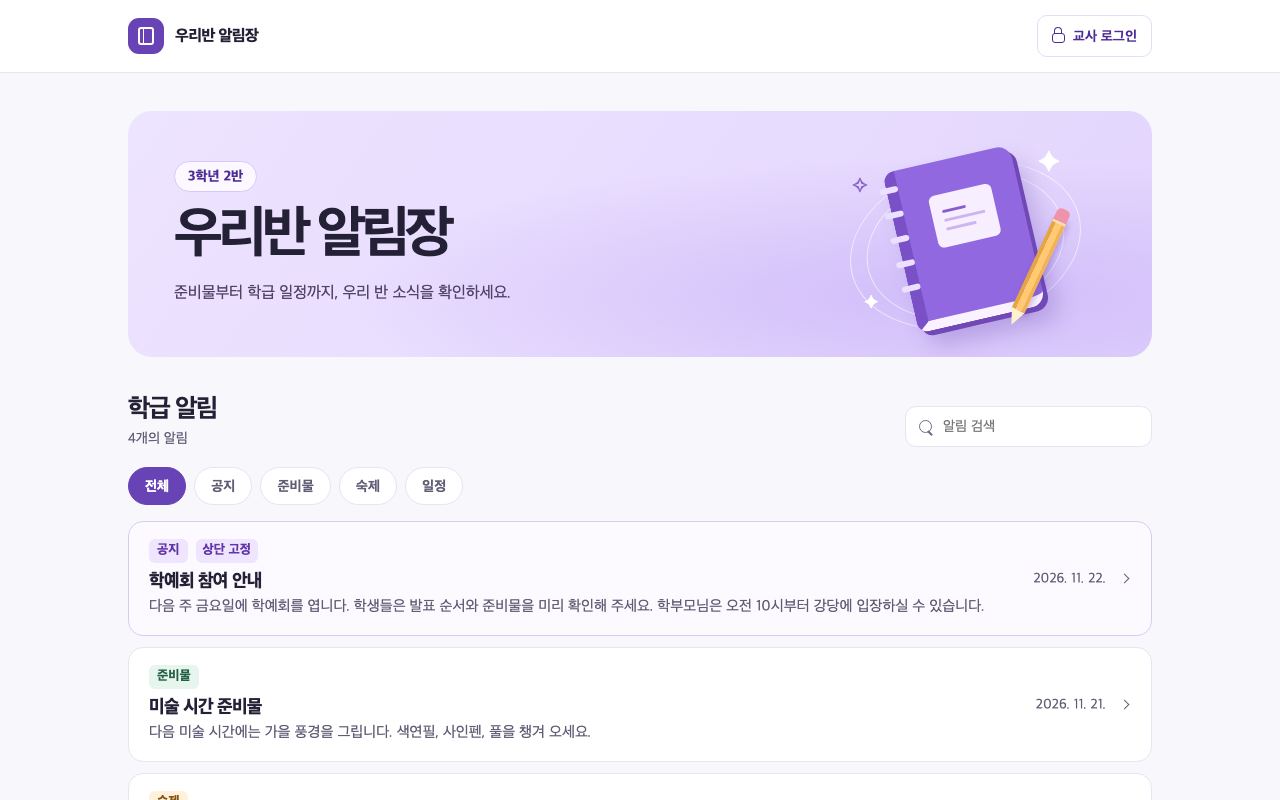 우리반 알림장
교사 로그인
3학년 2반
우리반 알림장
준비물부터 학급 일정까지, 우리 반 소식을 확인하세요.
학급 알림
4개의 알림
알림 검색
전체
공지
준비물
숙제
일정
공지
상단 고정
학예회 참여 안내
다음 주 금요일에 학예회를 엽니다. 학생들은 발표 순서와 준비물을 미리 확인해 주세요. 학부모님은 오전 10시부터 강당에 입장하실 수 있습니다.
2026. 11. 22.
준비물
미술 시간 준비물
다음 미술 시간에는 가을 풍경을 그립니다. 색연필, 사인펜, 풀을 챙겨 오세요.
2026. 11. 21.